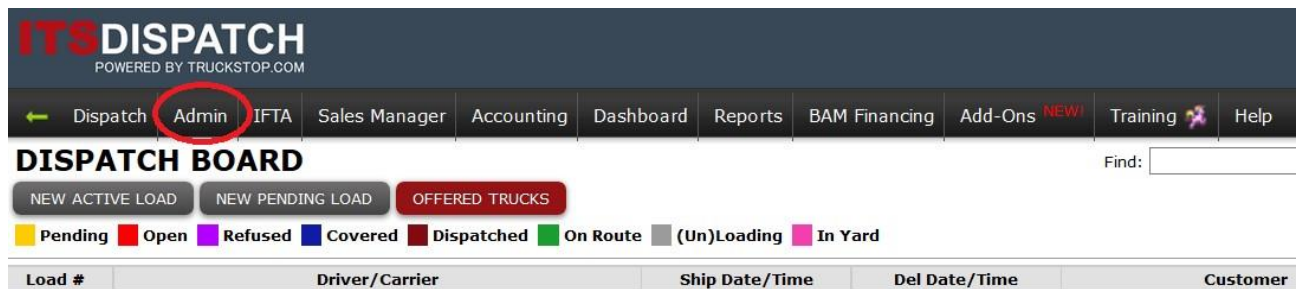 ITSDISPATCH
POWERED BY TRUCKSTOP.COM
Dispatch Admin IFTA Sales Manager Accounting Dashboard Reports BAM Financing Add-Ons NEW! Training Help
DISPATCH BOARD
Find:
NEW ACTIVE LOAD NEW PENDING LOAD OFFERED TRUCKS
Pending Open Refused Covered Dispatched On Route (Un)Loading In Yard
Load # Driver/Carrier Ship Date/Time Del Date/Time Customer